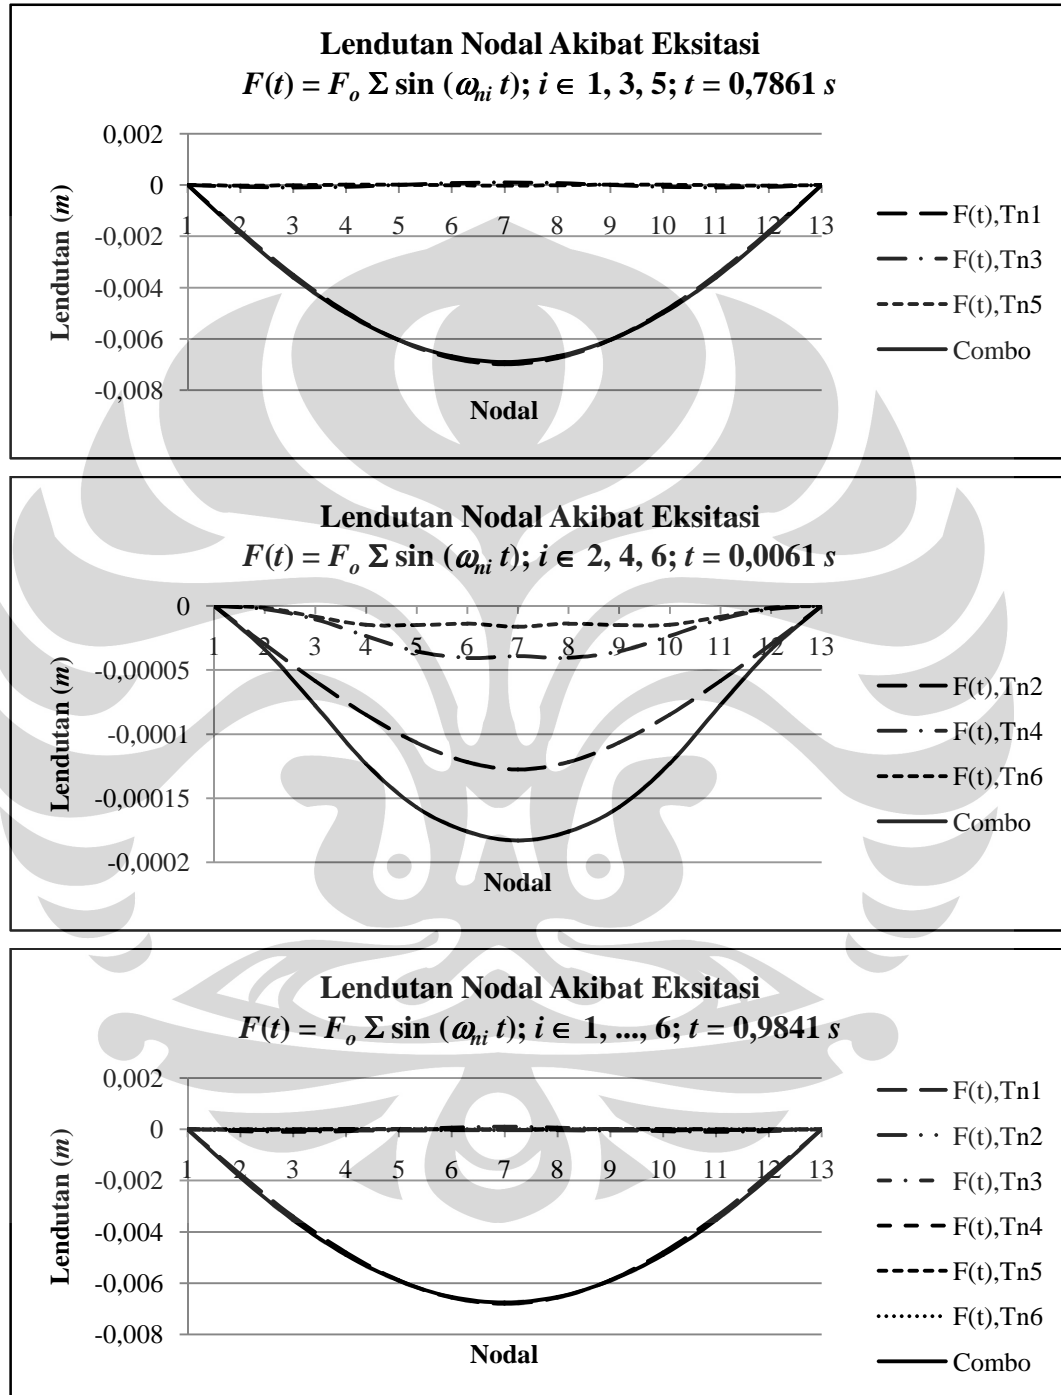 Lendutan Nodal Akibat Eksitasi
F(t) = Fo Σ sin (ωni t); i ∈ 1, 3, 5; t = 0,7861 s
0,002
0
-0,002
-0,004
-0,006
-0,008
Lendutan (m)
1 2 3 4 5 6 7 8 9 10 11 12 13
Nodal
F(t),Tn1
F(t),Tn3
F(t),Tn5
Combo
Lendutan Nodal Akibat Eksitasi
F(t) = Fo Σ sin (ωni t); i ∈ 2, 4, 6; t = 0,0061 s
0
-0,00005
-0,0001
-0,00015
-0,0002
Lendutan (m)
1 2 3 4 5 6 7 8 9 10 11 12 13
Nodal
F(t),Tn2
F(t),Tn4
F(t),Tn6
Combo
Lendutan Nodal Akibat Eksitasi
F(t) = Fo Σ sin (ωni t); i ∈ 1, ..., 6; t = 0,9841 s
0,002
0
-0,002
-0,004
-0,006
-0,008
Lendutan (m)
1 2 3 4 5 6 7 8 9 10 11 12 13
Nodal
F(t),Tn1
F(t),Tn2
F(t),Tn3
F(t),Tn4
F(t),Tn5
F(t),Tn6
Combo